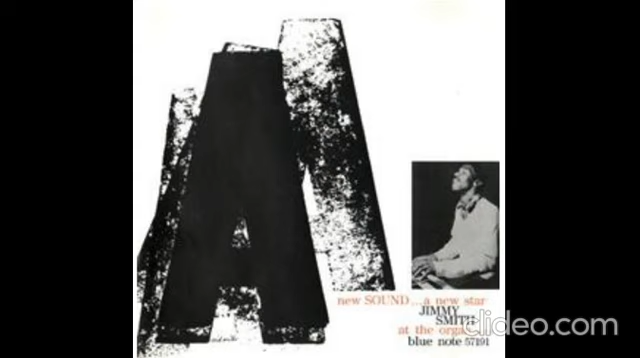 A
new SOUND...a new star
JIMMY
SMITH
at the organ
blue note 57191
clideo.com